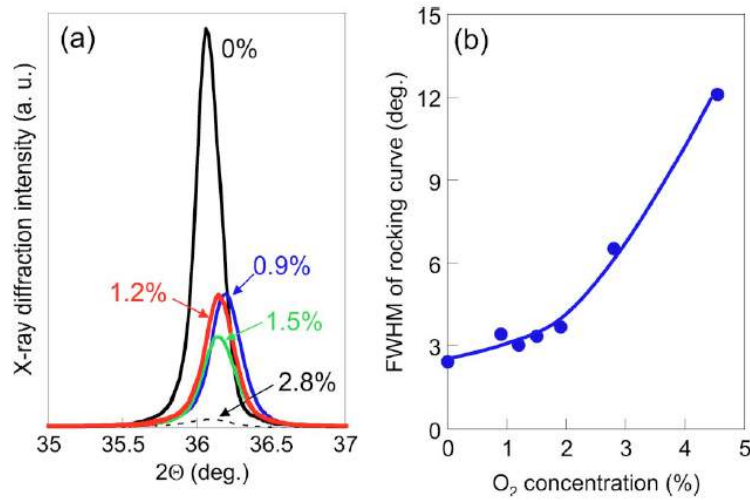 (a)
0%
0.9%
1.2%
1.5%
2.8%
X-ray diffraction intensity (a. u.)
35 35.5 36 36.5 37
2Θ (deg.)
(b)
FWHM of rocking curve (deg.)
15
12
9
6
3
0
0 1 2 3 4 5
O₂ concentration (%)